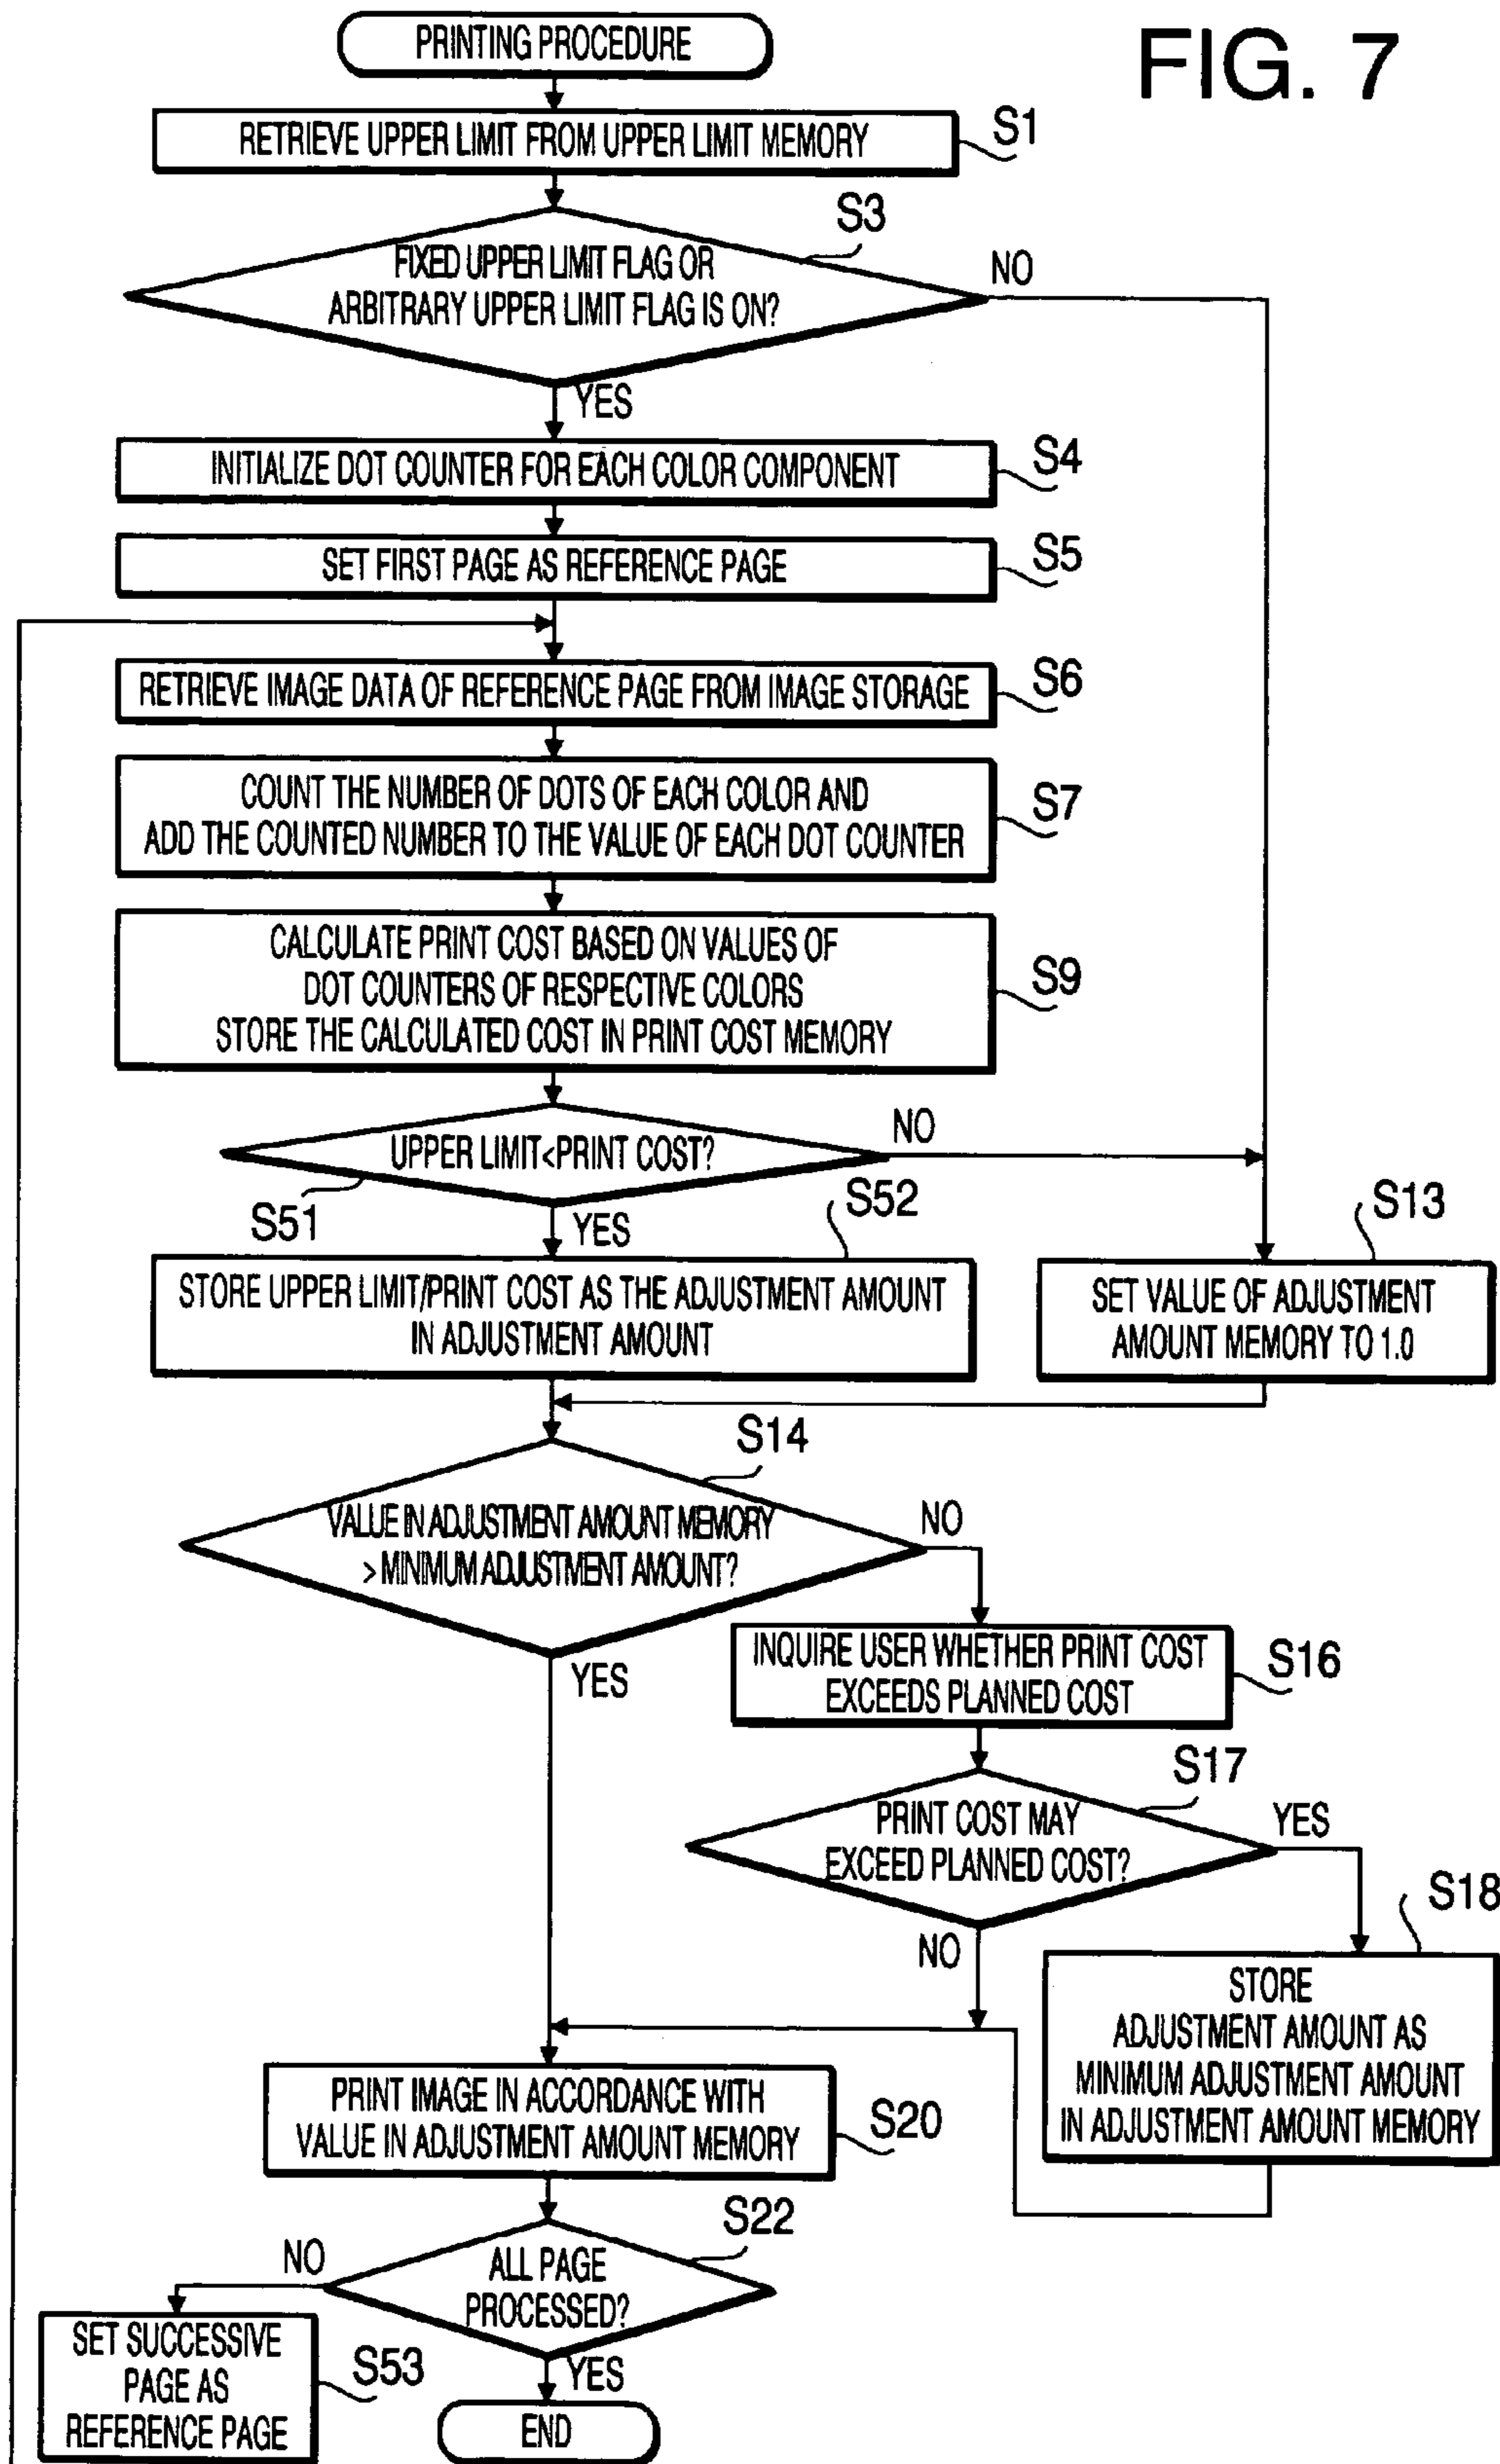 FIG. 7
PRINTING PROCEDURE
RETRIEVE UPPER LIMIT FROM UPPER LIMIT MEMORY
S1
S3
FIXED UPPER LIMIT FLAG OR
ARBITRARY UPPER LIMIT FLAG IS ON?
NO
YES
INITIALIZE DOT COUNTER FOR EACH COLOR COMPONENT
S4
SET FIRST PAGE AS REFERENCE PAGE
S5
RETRIEVE IMAGE DATA OF REFERENCE PAGE FROM IMAGE STORAGE
S6
COUNT THE NUMBER OF DOTS OF EACH COLOR AND
ADD THE COUNTED NUMBER TO THE VALUE OF EACH DOT COUNTER
S7
CALCULATE PRINT COST BASED ON VALUES OF
DOT COUNTERS OF RESPECTIVE COLORS
STORE THE CALCULATED COST IN PRINT COST MEMORY
S9
UPPER LIMIT<PRINT COST?
NO
S51
YES
S52
S13
STORE UPPER LIMIT/PRINT COST AS THE ADJUSTMENT AMOUNT
IN ADJUSTMENT AMOUNT
SET VALUE OF ADJUSTMENT
AMOUNT MEMORY TO 1.0
S14
VALUE IN ADJUSTMENT AMOUNT MEMORY
> MINIMUM ADJUSTMENT AMOUNT?
NO
YES
INQUIRE USER WHETHER PRINT COST
EXCEEDS PLANNED COST
S16
S17
PRINT COST MAY
EXCEED PLANNED COST?
YES
NO
S18
STORE
ADJUSTMENT AMOUNT AS
MINIMUM ADJUSTMENT AMOUNT
IN ADJUSTMENT AMOUNT MEMORY
PRINT IMAGE IN ACCORDANCE WITH
VALUE IN ADJUSTMENT AMOUNT MEMORY
S20
S22
ALL PAGE
PROCESSED?
NO
YES
SET SUCCESSIVE
PAGE AS
REFERENCE PAGE
S53
END